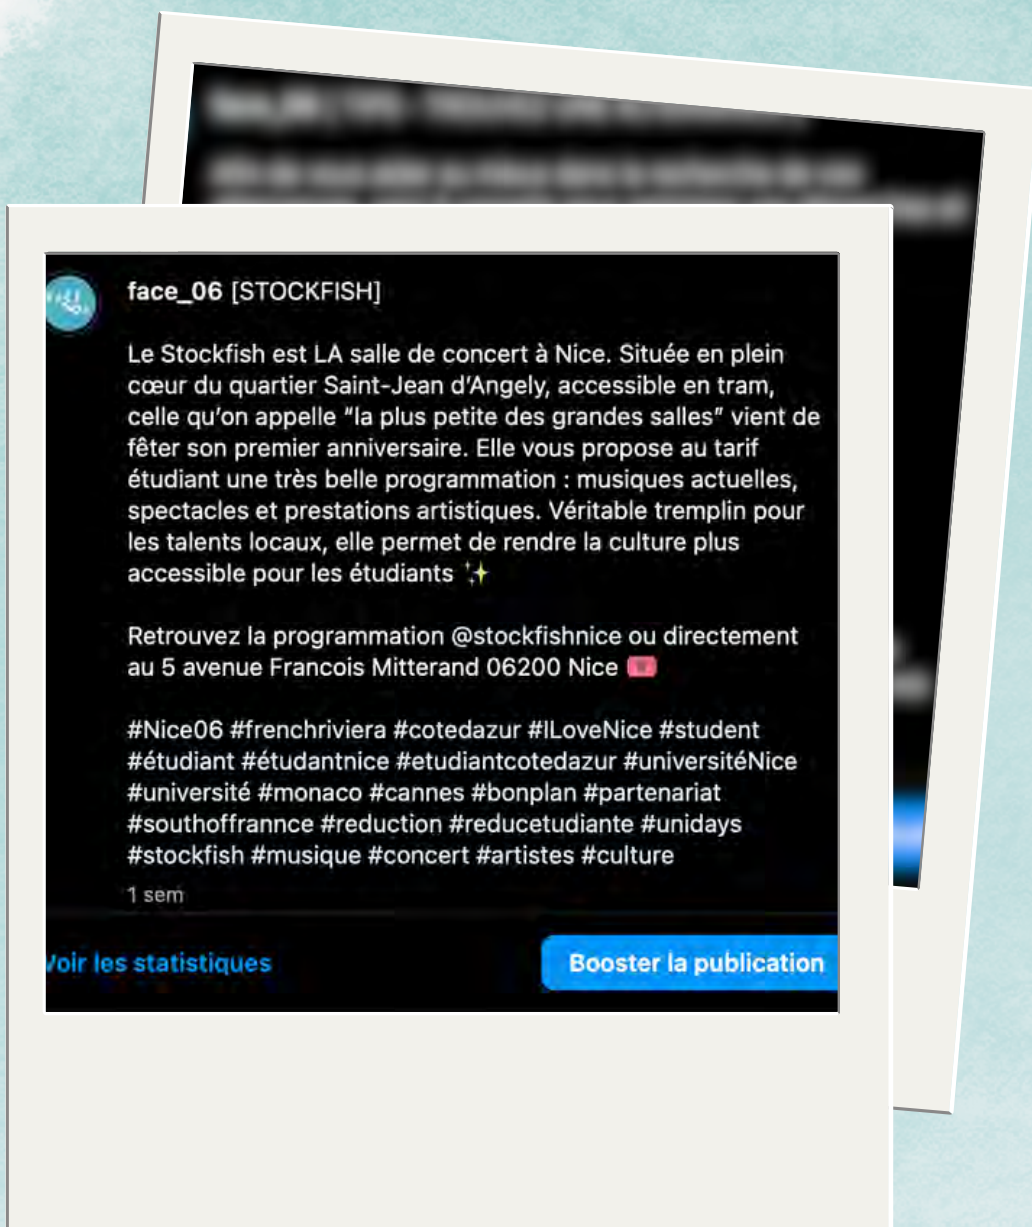 face_06 [STOCKFISH]
Le Stockfish est LA salle de concert à Nice. Située en plein
cœur du quartier Saint-Jean d'Angely, accessible en tram,
celle qu'on appelle "la plus petite des grandes salles" vient de
fêter son premier anniversaire. Elle vous propose au tarif
étudiant une très belle programmation : musiques actuelles,
spectacles et prestations artistiques. Véritable tremplin pour
les talents locaux, elle permet de rendre la culture plus
accessible pour les étudiants ✨
Retrouvez la programmation @stockfishnice ou directement
au 5 avenue Francois Mitterand 06200 Nice 🎟
#Nice06 #frenchriviera #cotedazur #ILoveNice #student
#étudiant #étudantnice #etudiantcotedazur #universitéNice
#université #monaco #cannes #bonplan #partenariat
#southoffrannce #reduction #reducetudiante #unidays
#stockfish #musique #concert #artistes #culture
1 sem
Voir les statistiques
Booster la publication